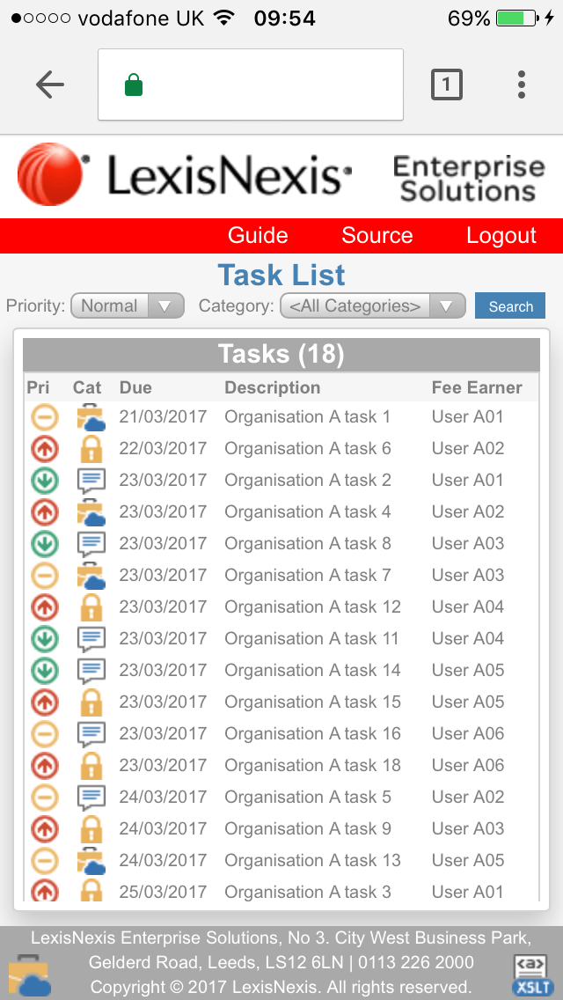 vodafone UK 09:54 69%
1
LexisNexis® Enterprise Solutions
Guide Source Logout
Task List
Priority: Normal Category: <All Categories> Search
Tasks (18)
Pri Cat Due Description Fee Earner
21/03/2017 Organisation A task 1 User A01
22/03/2017 Organisation A task 6 User A02
23/03/2017 Organisation A task 2 User A01
23/03/2017 Organisation A task 4 User A02
23/03/2017 Organisation A task 8 User A03
23/03/2017 Organisation A task 7 User A03
23/03/2017 Organisation A task 12 User A04
23/03/2017 Organisation A task 11 User A04
23/03/2017 Organisation A task 14 User A05
23/03/2017 Organisation A task 15 User A05
23/03/2017 Organisation A task 16 User A06
23/03/2017 Organisation A task 18 User A06
24/03/2017 Organisation A task 5 User A02
24/03/2017 Organisation A task 9 User A03
24/03/2017 Organisation A task 13 User A05
25/03/2017 Organisation A task 3 User A01
LexisNexis Enterprise Solutions, No 3. City West Business Park,
Gelderd Road, Leeds, LS12 6LN | 0113 226 2000
Copyright © 2017 LexisNexis. All rights reserved.
<a>
XSLT